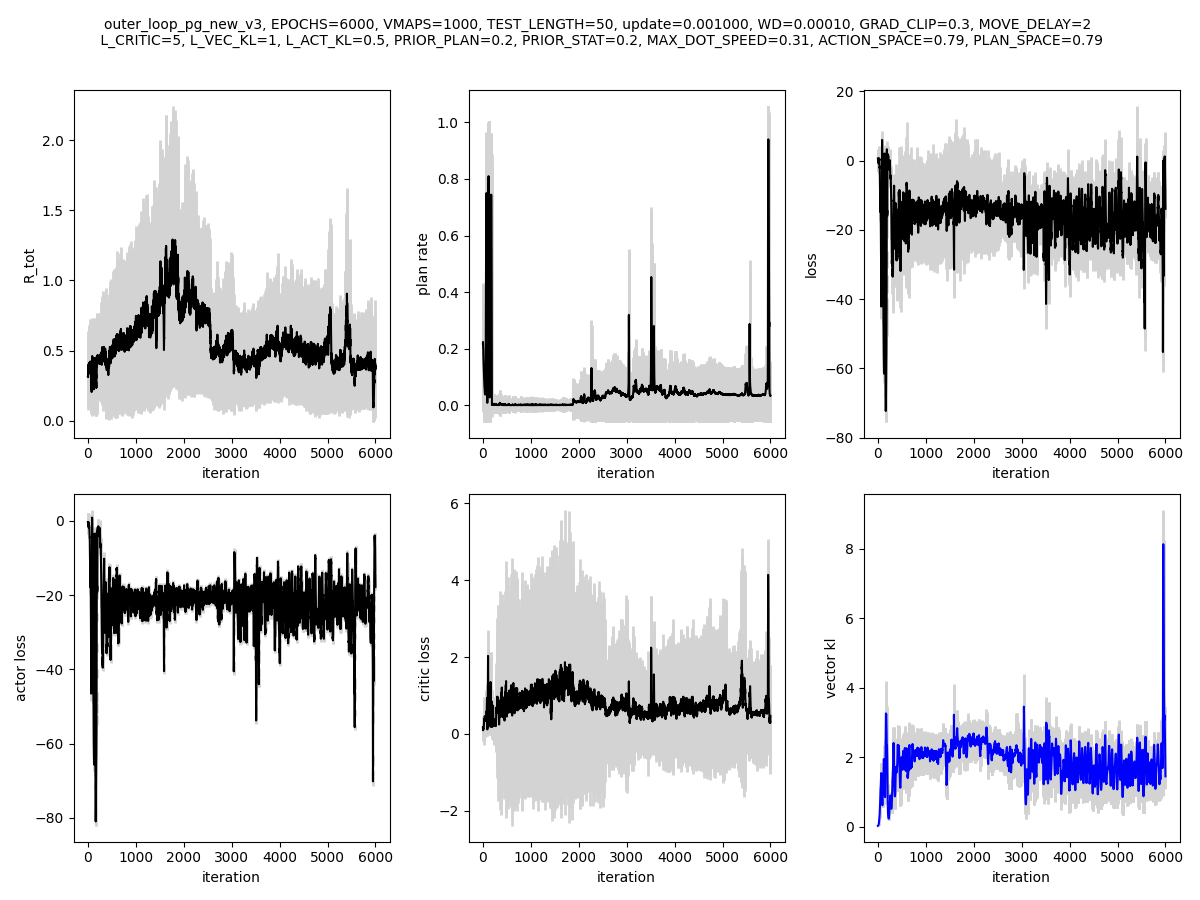 outer_loop_pg_new_v3, EPOCHS=6000, VMAPS=1000, TEST_LENGTH=50, update=0.001000, WD=0.00010, GRAD_CLIP=0.3, MOVE_DELAY=2
L_CRITIC=5, L_VEC_KL=1, L_ACT_KL=0.5, PRIOR_PLAN=0.2, PRIOR_STAT=0.2, MAX_DOT_SPEED=0.31, ACTION_SPACE=0.79, PLAN_SPACE=0.79
R_tot
2.0
1.5
1.0
0.5
0.0
0 1000 2000 3000 4000 5000 6000
iteration
plan rate
1.0
0.8
0.6
0.4
0.2
0.0
0 1000 2000 3000 4000 5000 6000
iteration
loss
20
0
−20
−40
−60
−80
0 1000 2000 3000 4000 5000 6000
iteration
actor loss
0
−20
−40
−60
−80
0 1000 2000 3000 4000 5000 6000
iteration
critic loss
6
4
2
0
−2
0 1000 2000 3000 4000 5000 6000
iteration
vector kl
8
6
4
2
0
0 1000 2000 3000 4000 5000 6000
iteration